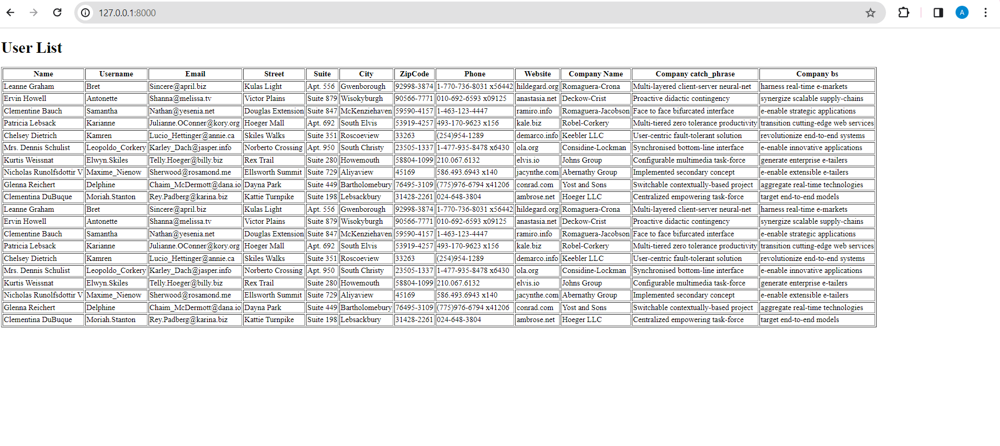 127.0.0.1:8000
A
User List
Name Username Email Street Suite City ZipCode Phone Website Company Name Company catch_phrase Company bs
Leanne Graham Bret Sincere@april.biz Kulas Light Apt. 556 Gwenborough 92998-3874 1-770-736-8031 x56442 hildegard.org Romaguera-Crona Multi-layered client-server neural-net harness real-time e-markets
Ervin Howell Antonette Shanna@melissa.tv Victor Plains Suite 879 Wisokyburgh 90566-7771 010-692-6593 x09125 anastasia.net Deckow-Crist Proactive didactic contingency synergize scalable supply-chains
Clementine Bauch Samantha Nathan@yesenia.net Douglas Extension Suite 847 McKenziehaven 59590-4157 1-463-123-4447 ramiro.info Romaguera-Jacobson Face to face bifurcated interface e-enable strategic applications
Patricia Lebsack Karianne Julianne.OConner@kory.org Hoeger Mall Apt. 692 South Elvis 53919-4257 493-170-9623 x156 kale.biz Robel-Corkery Multi-tiered zero tolerance productivity transition cutting-edge web services
Chelsey Dietrich Kamren Lucio_Hettinger@annie.ca Skiles Walks Suite 351 Roscoeview 33263 (254)954-1289 demarco.info Keebler LLC User-centric fault-tolerant solution revolutionize end-to-end systems
Mrs. Dennis Schulist Leopoldo_Corkery Karley_Dach@jasper.info Norberto Crossing Apt. 950 South Christy 23505-1337 1-477-935-8478 x6430 ola.org Considine-Lockman Synchronised bottom-line interface e-enable innovative applications
Kurtis Weissnat Elwyn.Skiles Telly.Hoeger@billy.biz Rex Trail Suite 280 Howemouth 58804-1099 210.067.6132 elvis.io Johns Group Configurable multimedia task-force generate enterprise e-tailers
Nicholas Runolfsdottir V Maxime_Nienow Sherwood@rosamond.me Ellsworth Summit Suite 729 Aliyaview 45169 586.493.6943 x140 jacynthe.com Abernathy Group Implemented secondary concept e-enable extensible e-tailers
Glenna Reichert Delphine Chaim_McDermott@dana.io Dayna Park Suite 449 Bartholomebury 76495-3109 (775)976-6794 x41206 conrad.com Yost and Sons Switchable contextually-based project aggregate real-time technologies
Clementina DuBuque Moriah.Stanton Rey.Padberg@karina.biz Kattie Turnpike Suite 198 Lebsackbury 31428-2261 024-648-3804 ambrose.net Hoeger LLC Centralized empowering task-force target end-to-end models
Leanne Graham Bret Sincere@april.biz Kulas Light Apt. 556 Gwenborough 92998-3874 1-770-736-8031 x56442 hildegard.org Romaguera-Crona Multi-layered client-server neural-net harness real-time e-markets
Ervin Howell Antonette Shanna@melissa.tv Victor Plains Suite 879 Wisokyburgh 90566-7771 010-692-6593 x09125 anastasia.net Deckow-Crist Proactive didactic contingency synergize scalable supply-chains
Clementine Bauch Samantha Nathan@yesenia.net Douglas Extension Suite 847 McKenziehaven 59590-4157 1-463-123-4447 ramiro.info Romaguera-Jacobson Face to face bifurcated interface e-enable strategic applications
Patricia Lebsack Karianne Julianne.OConner@kory.org Hoeger Mall Apt. 692 South Elvis 53919-4257 493-170-9623 x156 kale.biz Robel-Corkery Multi-tiered zero tolerance productivity transition cutting-edge web services
Chelsey Dietrich Kamren Lucio_Hettinger@annie.ca Skiles Walks Suite 351 Roscoeview 33263 (254)954-1289 demarco.info Keebler LLC User-centric fault-tolerant solution revolutionize end-to-end systems
Mrs. Dennis Schulist Leopoldo_Corkery Karley_Dach@jasper.info Norberto Crossing Apt. 950 South Christy 23505-1337 1-477-935-8478 x6430 ola.org Considine-Lockman Synchronised bottom-line interface e-enable innovative applications
Kurtis Weissnat Elwyn.Skiles Telly.Hoeger@billy.biz Rex Trail Suite 280 Howemouth 58804-1099 210.067.6132 elvis.io Johns Group Configurable multimedia task-force generate enterprise e-tailers
Nicholas Runolfsdottir V Maxime_Nienow Sherwood@rosamond.me Ellsworth Summit Suite 729 Aliyaview 45169 586.493.6943 x140 jacynthe.com Abernathy Group Implemented secondary concept e-enable extensible e-tailers
Glenna Reichert Delphine Chaim_McDermott@dana.io Dayna Park Suite 449 Bartholomebury 76495-3109 (775)976-6794 x41206 conrad.com Yost and Sons Switchable contextually-based project aggregate real-time technologies
Clementina DuBuque Moriah.Stanton Rey.Padberg@karina.biz Kattie Turnpike Suite 198 Lebsackbury 31428-2261 024-648-3804 ambrose.net Hoeger LLC Centralized empowering task-force target end-to-end models